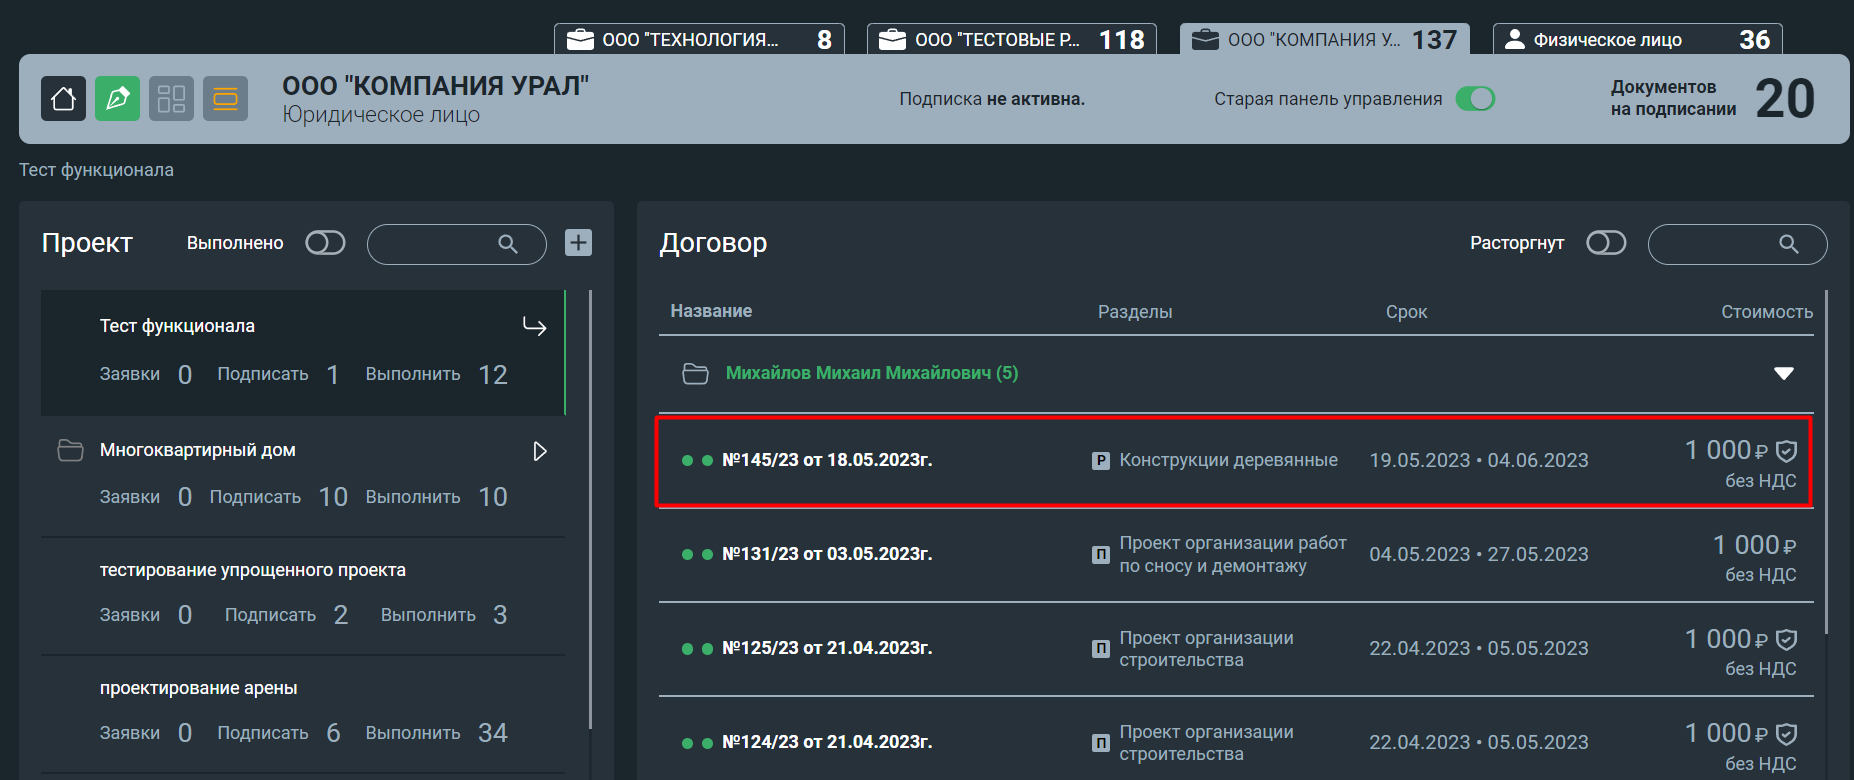 ООО "ТЕХНОЛОГИЯ... 8
ООО "ТЕСТОВЫЕ Р... 118
ООО "КОМПАНИЯ У... 137
Физическое лицо 36
ООО "КОМПАНИЯ УРАЛ"
Юридическое лицо
Подписка не активна.
Старая панель управления
Документов
на подписании
20
Тест функционала
Проект
Выполнено
Тест функционала
Заявки 0 Подписать 1 Выполнить 12
Многоквартирный дом
Заявки 0 Подписать 10 Выполнить 10
тестирование упрощенного проекта
Заявки 0 Подписать 2 Выполнить 3
проектирование арены
Заявки 0 Подписать 6 Выполнить 34
Договор
Расторгнут
Название Разделы Срок Стоимость
Михайлов Михаил Михайлович (5)
№145/23 от 18.05.2023г.
Р Конструкции деревянные
19.05.2023 • 04.06.2023
1 000 ₽
без НДС
№131/23 от 03.05.2023г.
П Проект организации работ
по сносу и демонтажу
04.05.2023 • 27.05.2023
1 000 ₽
без НДС
№125/23 от 21.04.2023г.
П Проект организации
строительства
22.04.2023 • 05.05.2023
1 000 ₽
без НДС
№124/23 от 21.04.2023г.
П Проект организации
строительства
22.04.2023 • 05.05.2023
1 000 ₽
без НДС